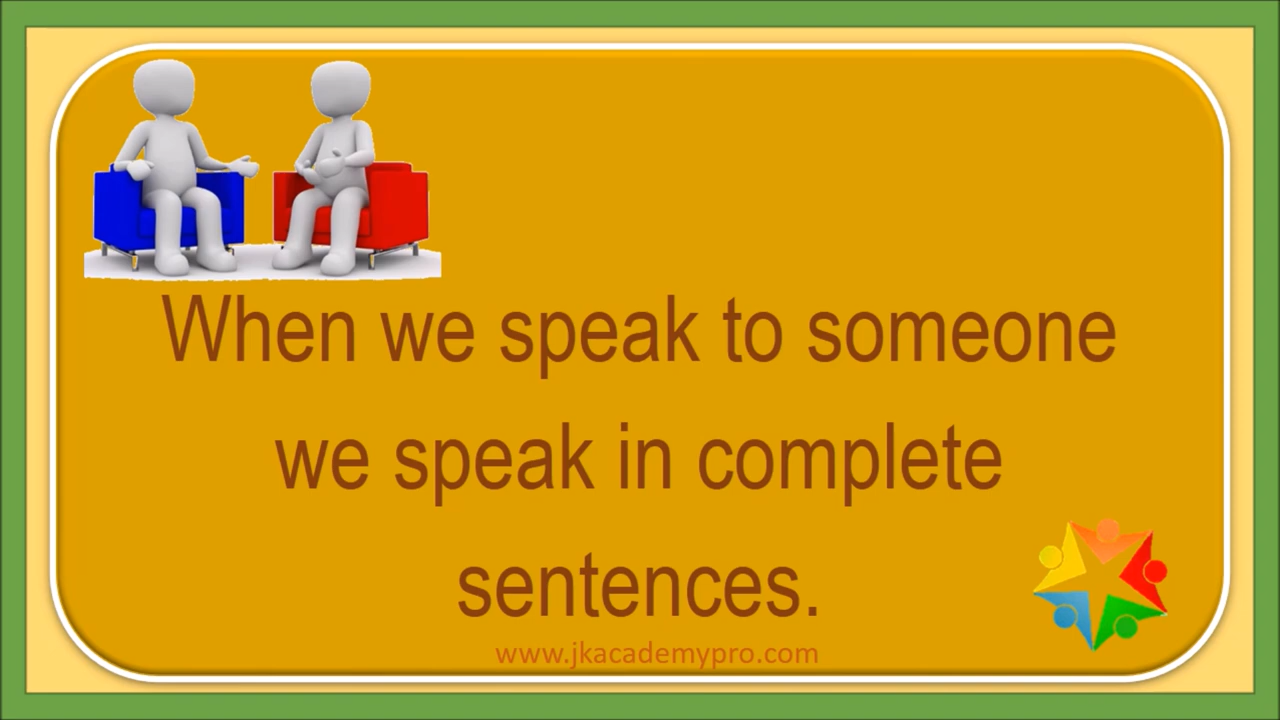 When we speak to someone
we speak in complete
sentences.
www.jkacademypro.com